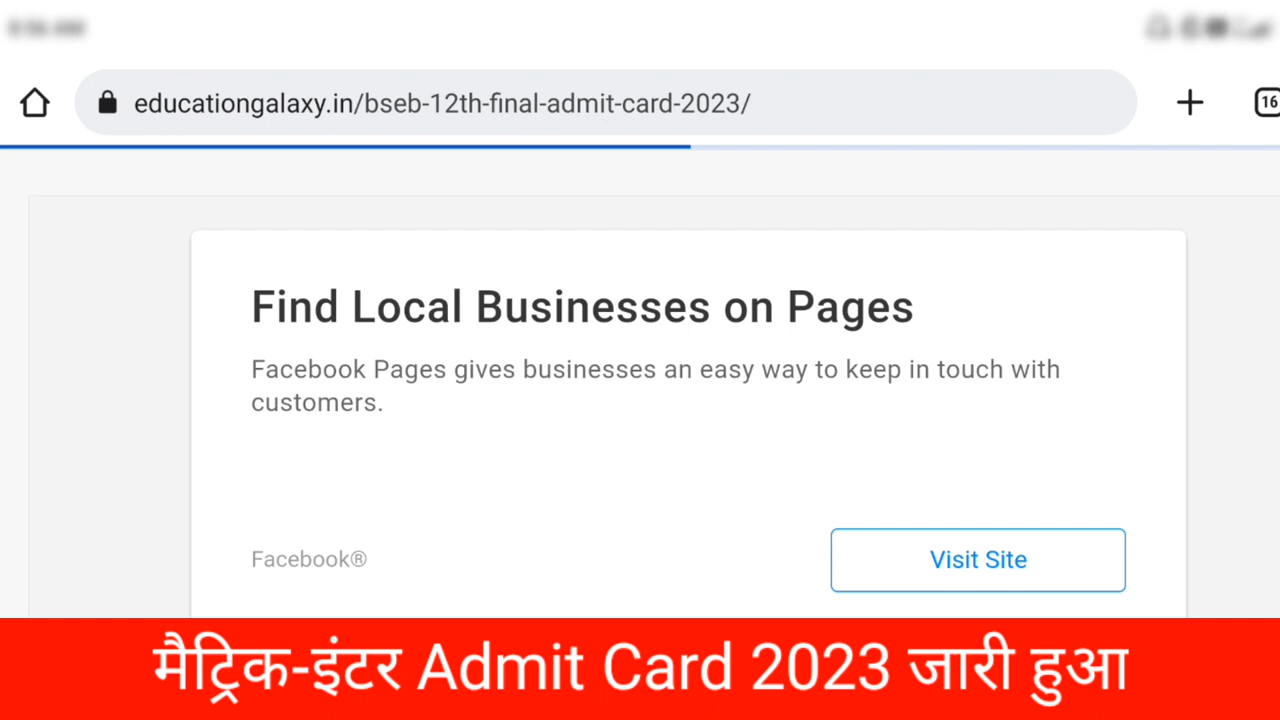 educationgalaxy.in/bseb-12th-final-admit-card-2023/
16
Find Local Businesses on Pages
Facebook Pages gives businesses an easy way to keep in touch with
customers.
Facebook®
Visit Site
मैट्रिक-इंटर Admit Card 2023 जारी हुआ